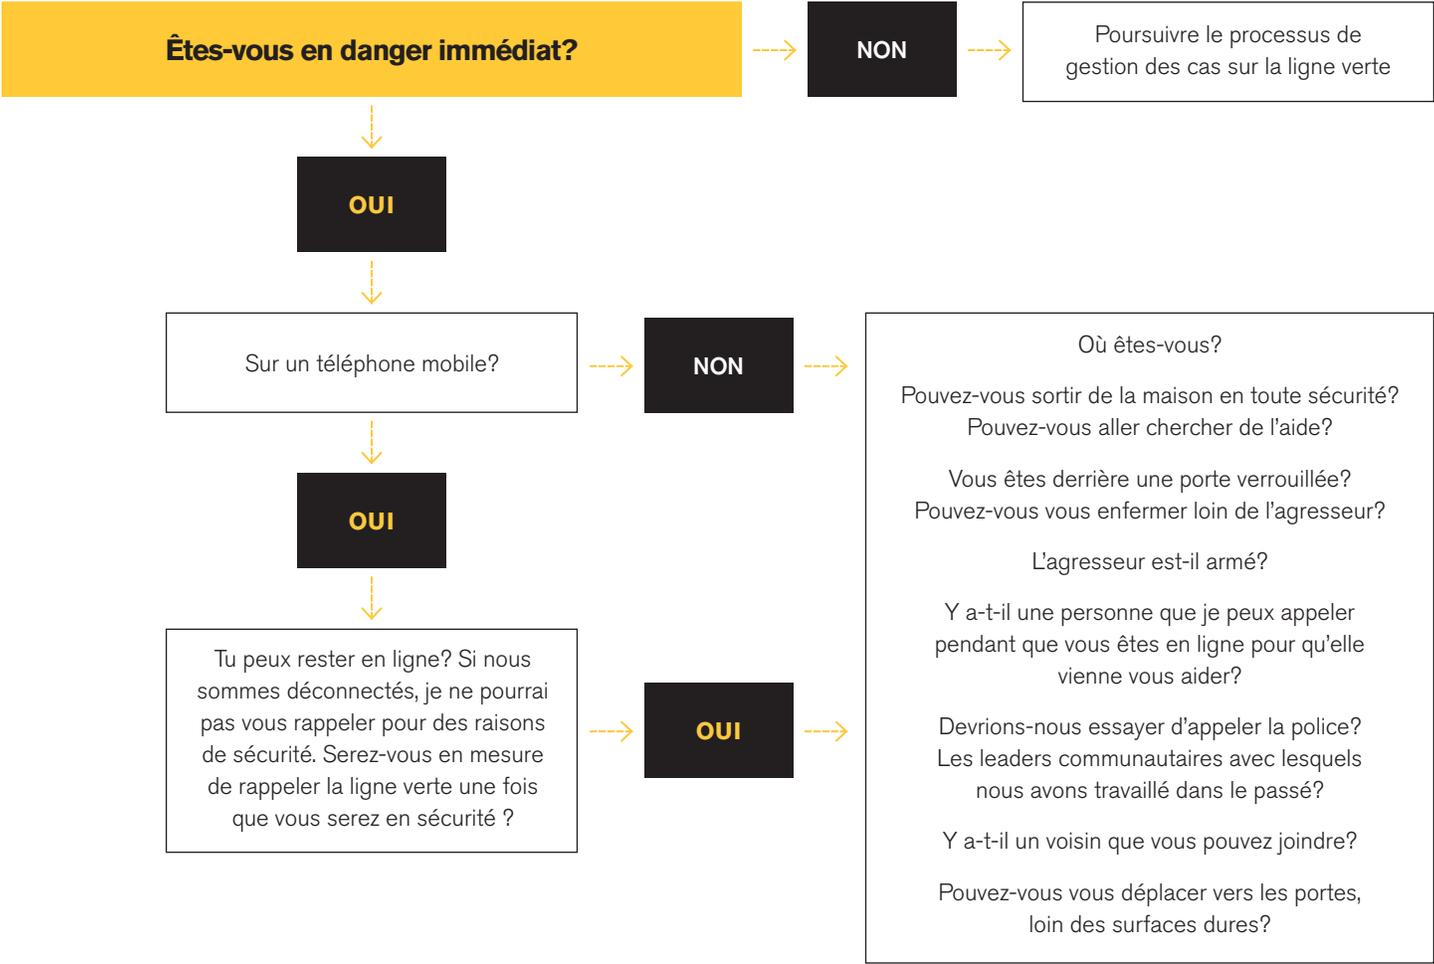 Êtes-vous en danger immédiat?
NON
Poursuivre le processus de
gestion des cas sur la ligne verte
OUI
Sur un téléphone mobile?
NON
Où êtes-vous?
Pouvez-vous sortir de la maison en toute sécurité?
Pouvez-vous aller chercher de l'aide?
Vous êtes derrière une porte verrouillée?
Pouvez-vous vous enfermer loin de l'agresseur?
L'agresseur est-il armé?
Y a-t-il une personne que je peux appeler
pendant que vous êtes en ligne pour qu'elle
vienne vous aider?
Devrions-nous essayer d'appeler la police?
Les leaders communautaires avec lesquels
nous avons travaillé dans le passé?
Y a-t-il un voisin que vous pouvez joindre?
Pouvez-vous vous déplacer vers les portes,
loin des surfaces dures?
OUI
Tu peux rester en ligne? Si nous
sommes déconnectés, je ne pourrai
pas vous rappeler pour des raisons
de sécurité. Serez-vous en mesure
de rappeler la ligne verte une fois
que vous serez en sécurité ?
OUI